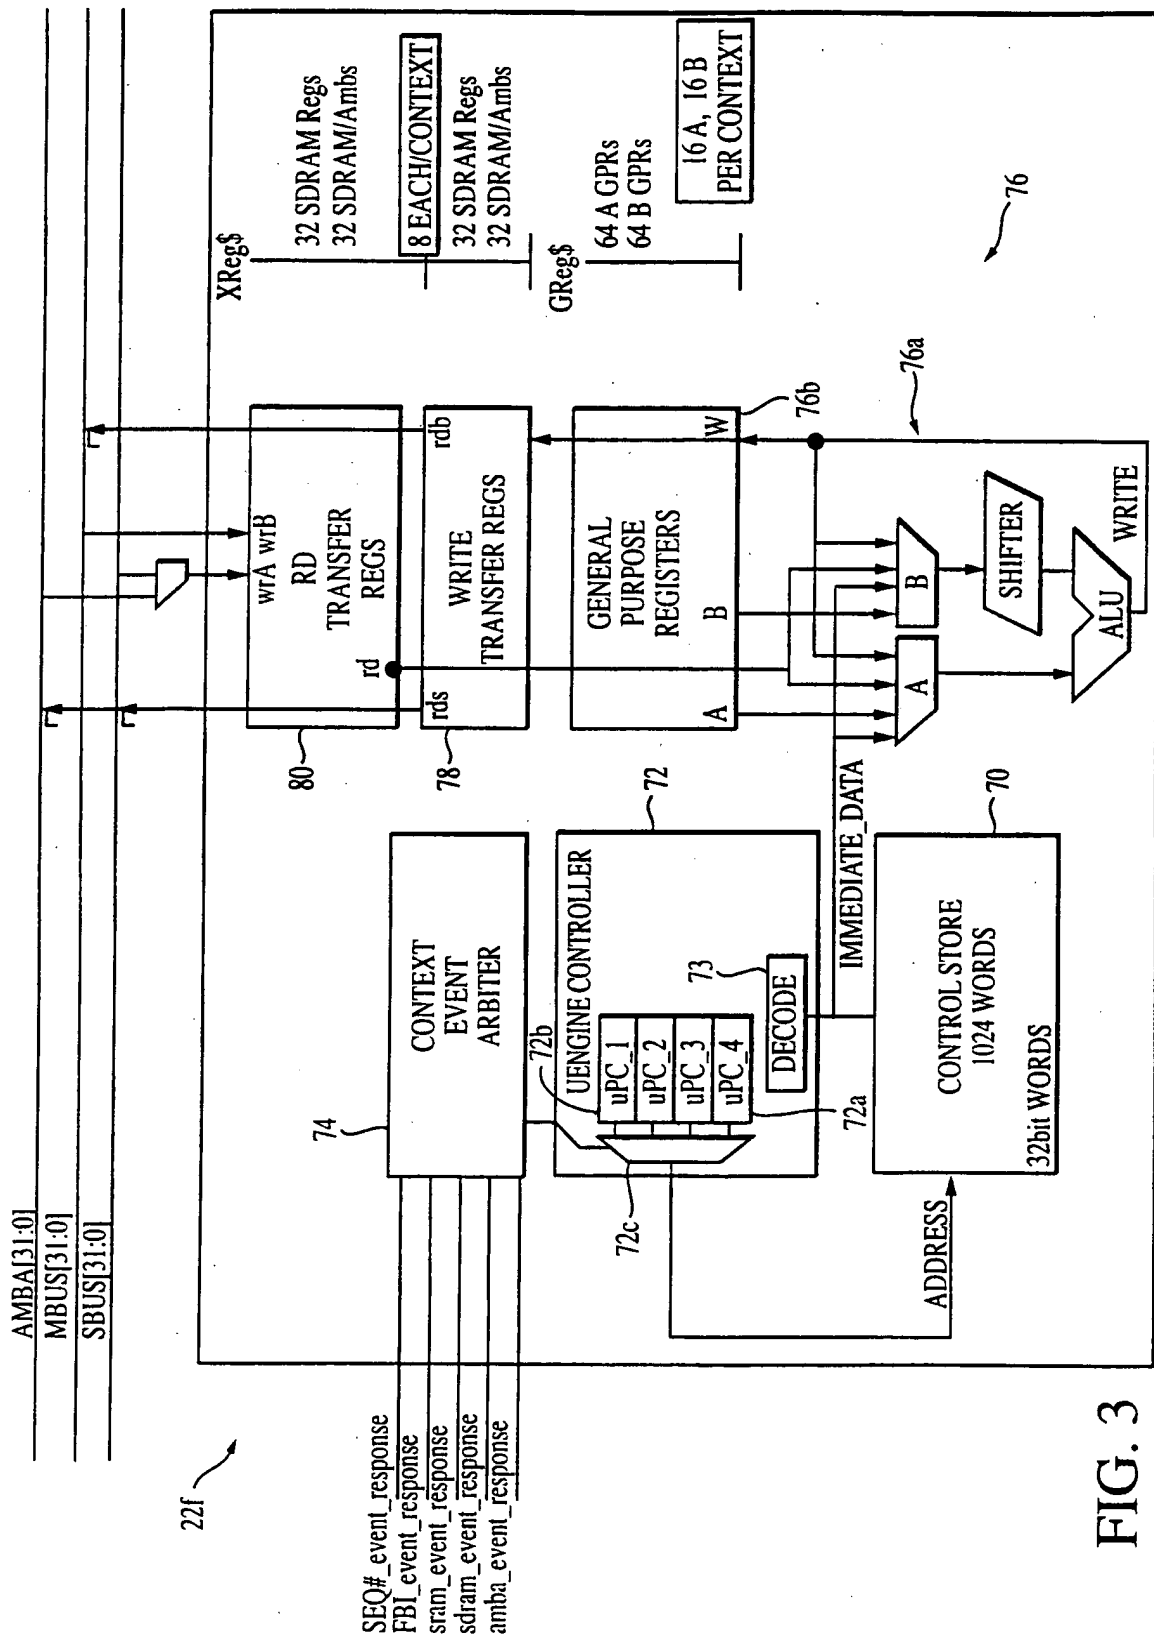 AMBA[31:0]
MBUS[31:0]
SBUS[31:0]
22f
SEQ#_event_response
FBI_event_response
sram_event_response
sdram_event_response
amba_event_response
74
CONTEXT
EVENT
ARBITER
72b
UENGINE CONTROLLER
72
uPC_1
uPC_2
uPC_3
uPC_4
72a
72c
73
DECODE
IMMEDIATE_DATA
ADDRESS
70
CONTROL STORE
1024 WORDS
32bit WORDS
80
wrA wrB
RD
TRANSFER
REGS
rd
78
rds
rdb
WRITE
TRANSFER REGS
GENERAL
PURPOSE
REGISTERS
A
B
W
76b
76a
A
B
SHIFTER
ALU
WRITE
XReg$
32 SDRAM Regs
32 SDRAM/Ambs
8 EACH/CONTEXT
32 SDRAM Regs
32 SDRAM/Ambs
GReg$
64 A GPRs
64 B GPRs
16 A, 16 B
PER CONTEXT
76
FIG. 3